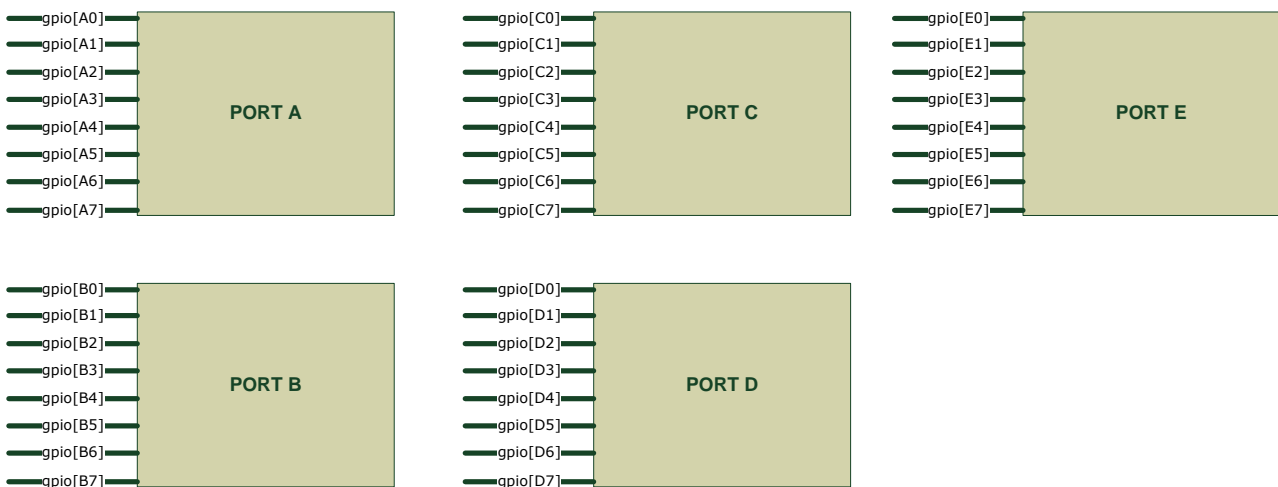 gpio[A0]
gpio[A1]
gpio[A2]
gpio[A3]
gpio[A4]
gpio[A5]
gpio[A6]
gpio[A7]
PORT A
gpio[C0]
gpio[C1]
gpio[C2]
gpio[C3]
gpio[C4]
gpio[C5]
gpio[C6]
gpio[C7]
PORT C
gpio[E0]
gpio[E1]
gpio[E2]
gpio[E3]
gpio[E4]
gpio[E5]
gpio[E6]
gpio[E7]
PORT E
gpio[B0]
gpio[B1]
gpio[B2]
gpio[B3]
gpio[B4]
gpio[B5]
gpio[B6]
gpio[B7]
PORT B
gpio[D0]
gpio[D1]
gpio[D2]
gpio[D3]
gpio[D4]
gpio[D5]
gpio[D6]
gpio[D7]
PORT D